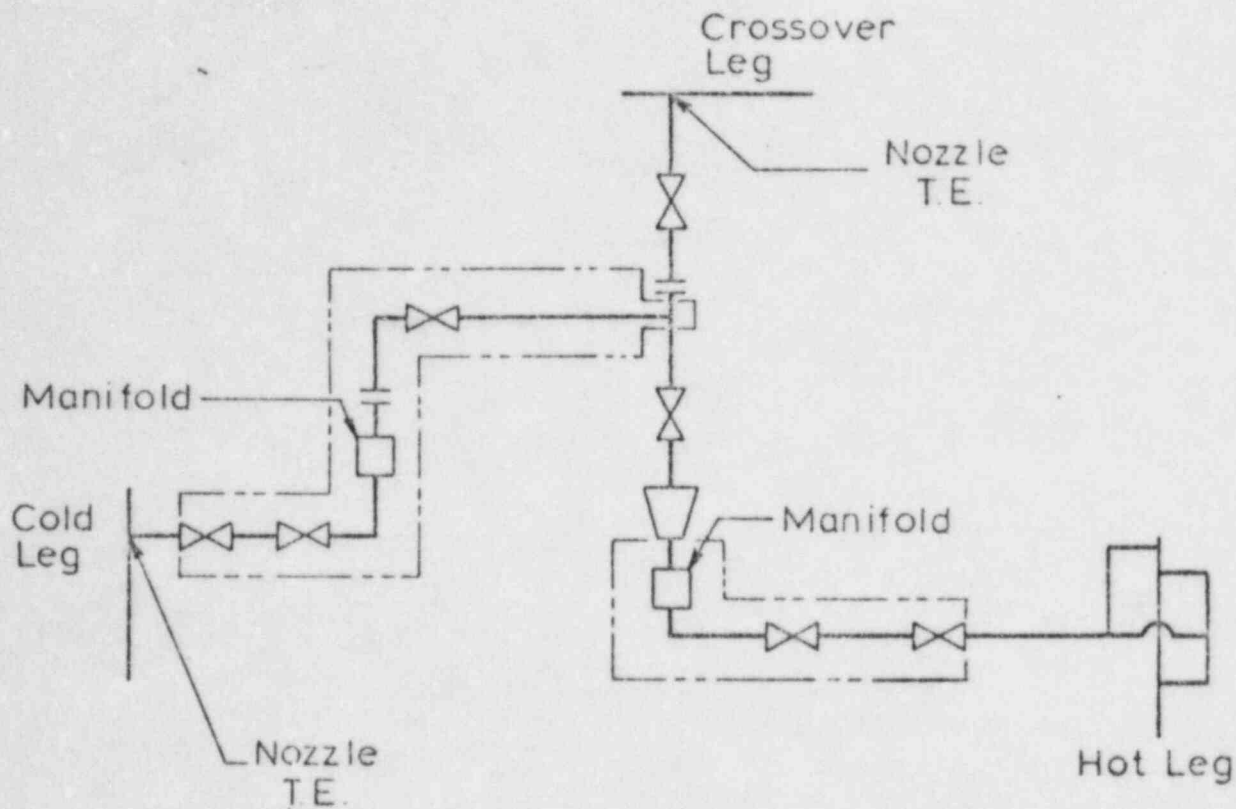 Crossover
Leg
Nozzle
T.E.
Manifold
Cold
Leg
Manifold
Nozzle
T.E.
Hot Leg